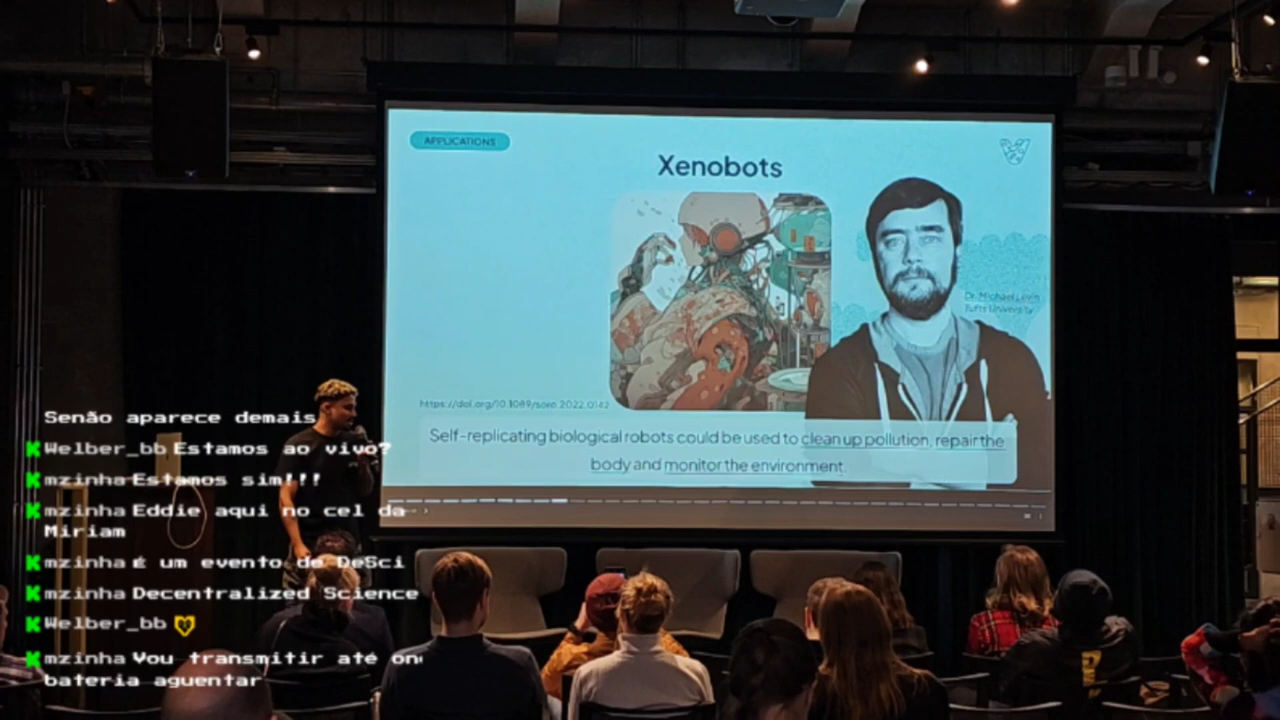 APPLICATIONS
Xenobots
Dr. Michael Levin
Tufts University
https://doi.org/10.1089/soro.2022.0142
Self-replicating biological robots could be used to clean up pollution, repair the
body and monitor the environment.
Senão aparece demais
Welber_bb Estamos ao vivo?
mzinha Estamos sim!!!
mzinha Eddie aqui no cel da
Miriam
mzinha É um evento de DeSci
mzinha Decentralized Science
Welber_bb
mzinha Vou transmitir até on
bateria aguentar